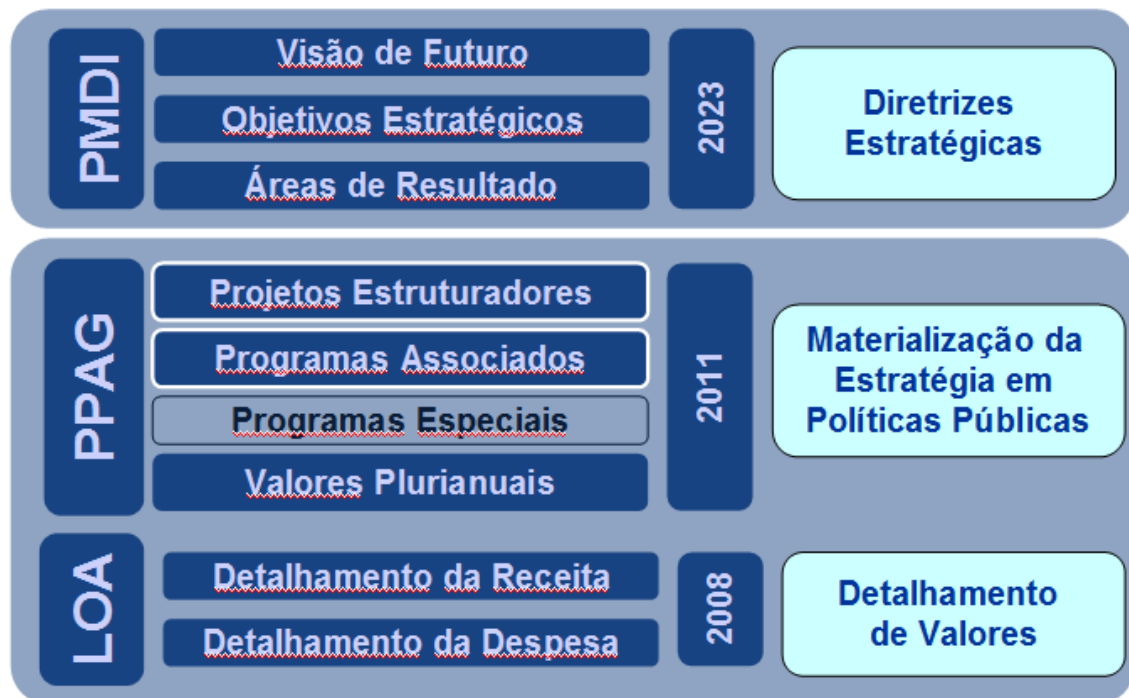 PMDI
Visão de Futuro
Objetivos Estratégicos
Áreas de Resultado
2023
Diretrizes
Estratégicas
PPAG
Projetos Estruturadores
Programas Associados
Programas Especiais
Valores Plurianuais
2011
Materialização da
Estratégia em
Políticas Públicas
LOA
Detalhamento da Receita
Detalhamento da Despesa
2008
Detalhamento
de Valores